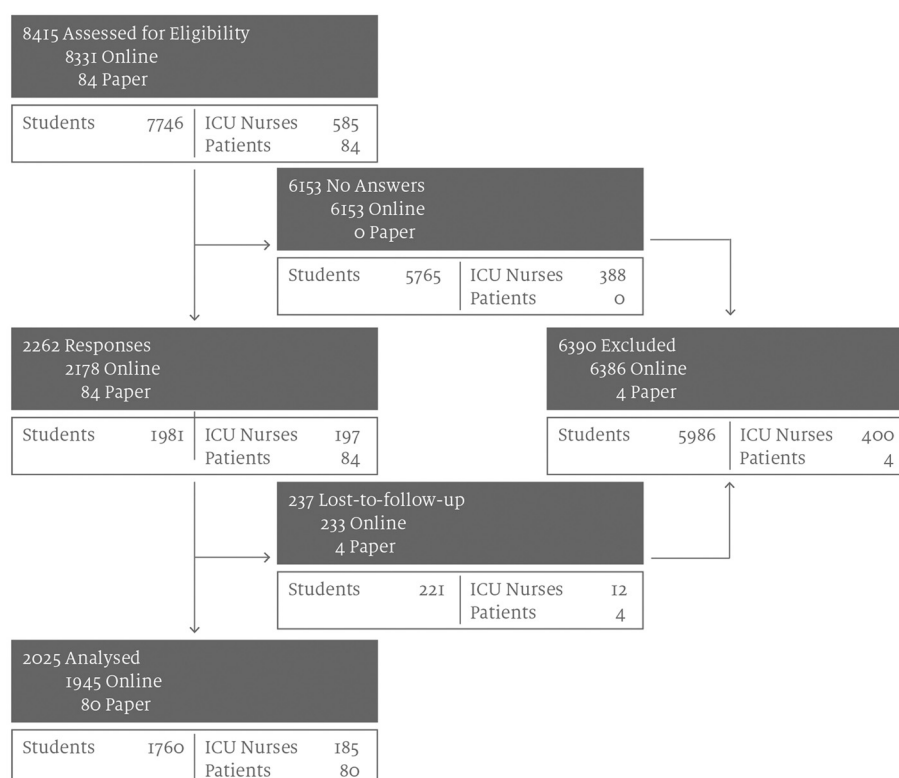 8415 Assessed for Eligibility
8331 Online
84 Paper
Students 7746 ICU Nurses 585
Patients 84
6153 No Answers
6153 Online
0 Paper
Students 5765 ICU Nurses 388
Patients 0
2262 Responses
2178 Online
84 Paper
Students 1981 ICU Nurses 197
Patients 84
6390 Excluded
6386 Online
4 Paper
Students 5986 ICU Nurses 400
Patients 4
237 Lost-to-follow-up
233 Online
4 Paper
Students 221 ICU Nurses 12
Patients 4
2025 Analysed
1945 Online
80 Paper
Students 1760 ICU Nurses 185
Patients 80